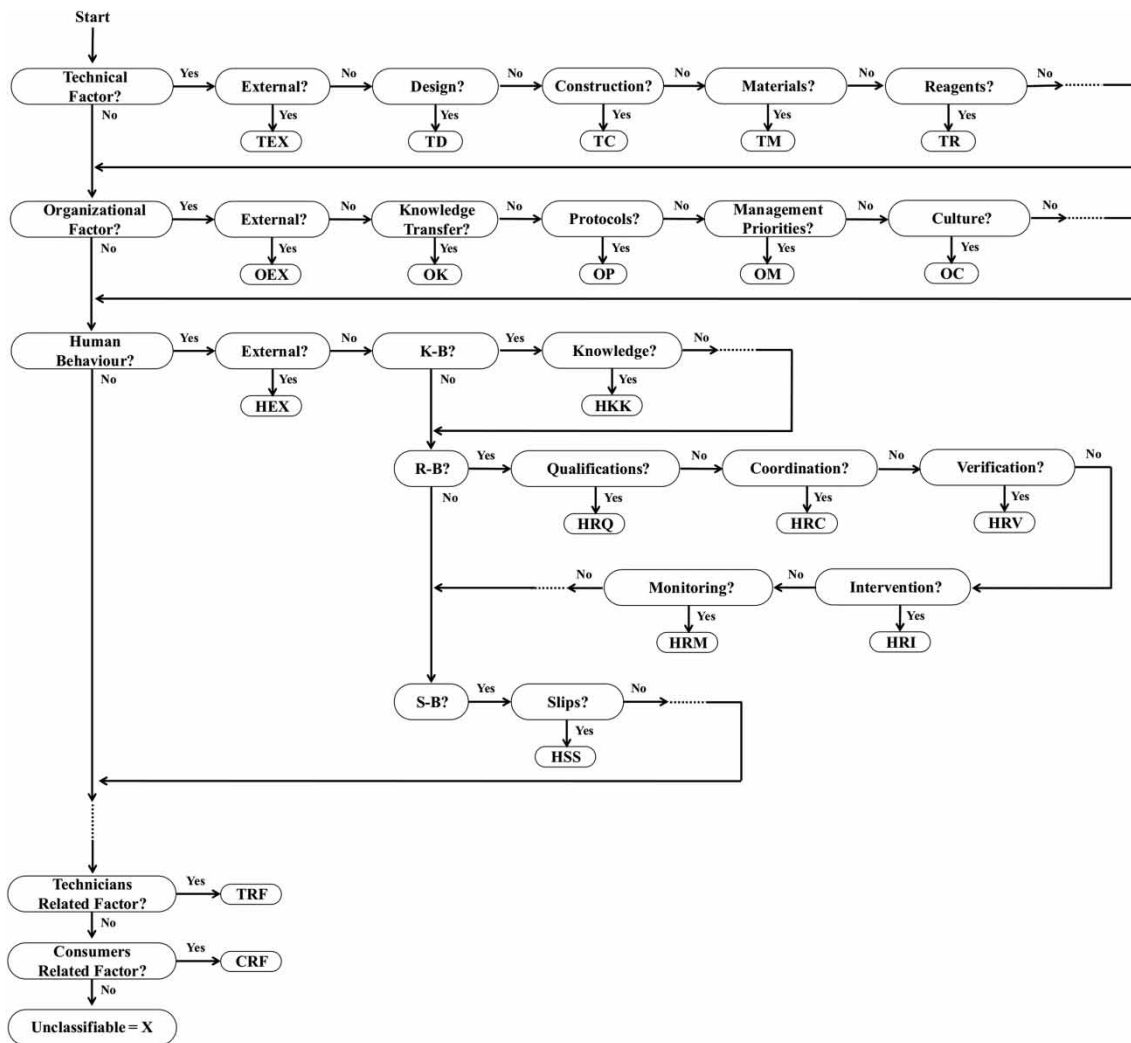 Start
Technical
Factor?
Yes
External?
No
Design?
No
Construction?
No
Materials?
No
Reagents?
No
No
Yes
Yes
Yes
Yes
Yes
TEX
TD
TC
TM
TR
Organizational
Factor?
Yes
External?
No
Knowledge
Transfer?
No
Protocols?
No
Management
Priorities?
No
Culture?
No
No
Yes
Yes
Yes
Yes
Yes
OEX
OK
OP
OM
OC
Human
Behaviour?
Yes
External?
No
K-B?
Yes
Knowledge?
No
No
Yes
No
Yes
HEX
HKK
R-B?
Yes
Qualifications?
No
Coordination?
No
Verification?
No
No
Yes
Yes
Yes
HRQ
HRC
HRV
No
Monitoring?
No
Intervention?
Yes
Yes
HRM
HRI
S-B?
Yes
Slips?
No
Yes
HSS
Technicians
Related Factor?
Yes
TRF
No
Consumers
Related Factor?
Yes
CRF
No
Unclassifiable = X